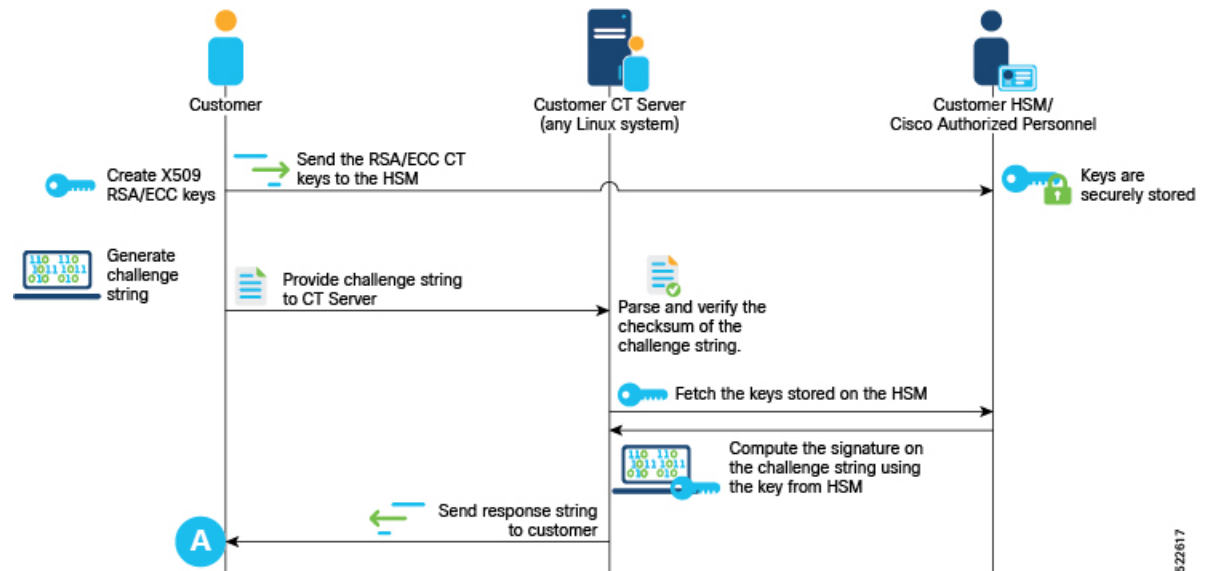 Customer
Customer CT Server
(any Linux system)
Customer HSM/
Cisco Authorized Personnel
Create X509
RSA/ECC keys
Send the RSA/ECC CT
keys to the HSM
Keys are
securely stored
110 110
1011 1011
010 010
Generate
challenge
string
Provide challenge string
to CT Server
Parse and verify the
checksum of the
challenge string.
Fetch the keys stored on the HSM
110 110
1011 1011
010 010
Compute the signature on
the challenge string using
the key from HSM
Send response string
to customer
A
522617